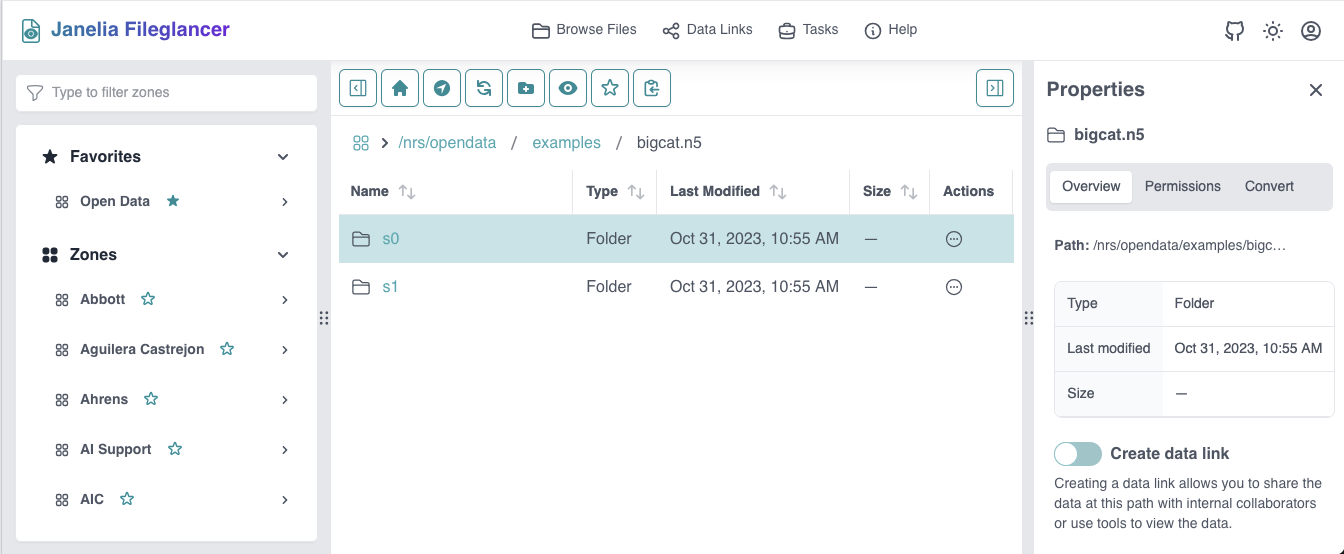 Janelia Fileglancer
Browse Files
Data Links
Tasks
Help
Type to filter zones
Favorites
Open Data
Zones
Abbott
Aguilera Castrejon
Ahrens
AI Support
AIC
/nrs/opendata / examples / bigcat.n5
Name Type Last Modified Size Actions
s0 Folder Oct 31, 2023, 10:55 AM —
s1 Folder Oct 31, 2023, 10:55 AM —
Properties
bigcat.n5
Overview Permissions Convert
Path: /nrs/opendata/examples/bigc…
Type Folder
Last modified Oct 31, 2023, 10:55 AM
Size —
Create data link
Creating a data link allows you to share the
data at this path with internal collaborators
or use tools to view the data.